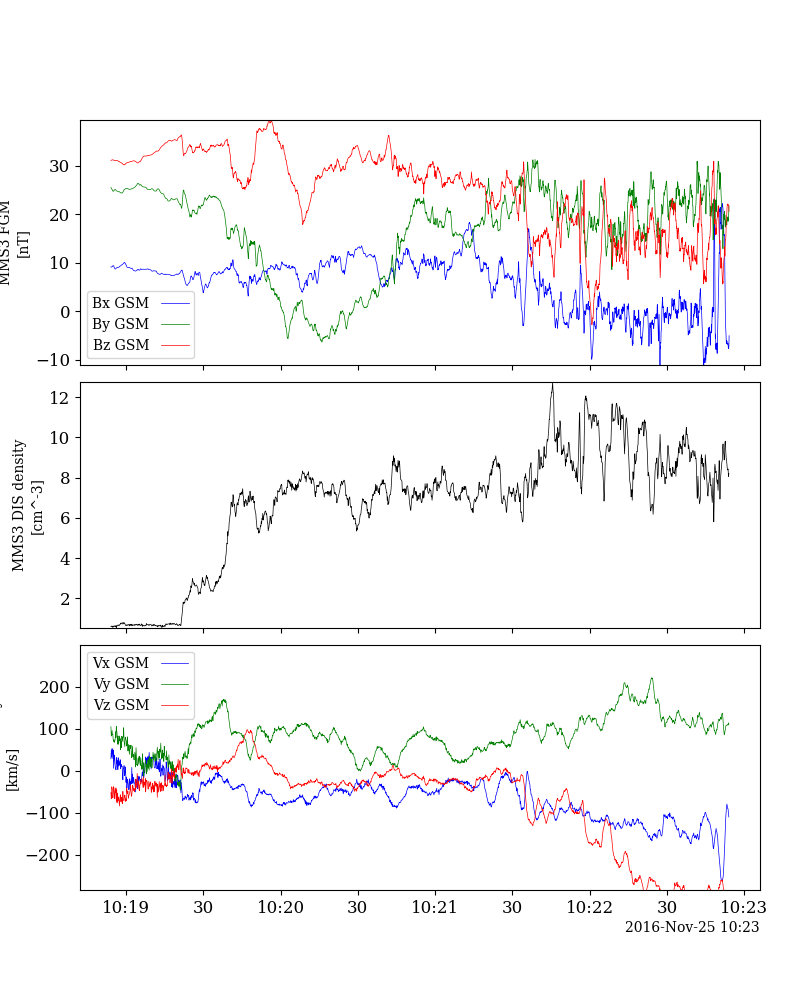 MMS3 FGM
[nT]
30
20
10
0
−10
Bx GSM
By GSM
Bz GSM
MMS3 DIS density
[cm^-3]
12
10
8
6
4
2
[km/s]
200
100
0
−100
−200
Vx GSM
Vy GSM
Vz GSM
10:19 30 10:20 30 10:21 30 10:22 30 10:23
2016-Nov-25 10:23